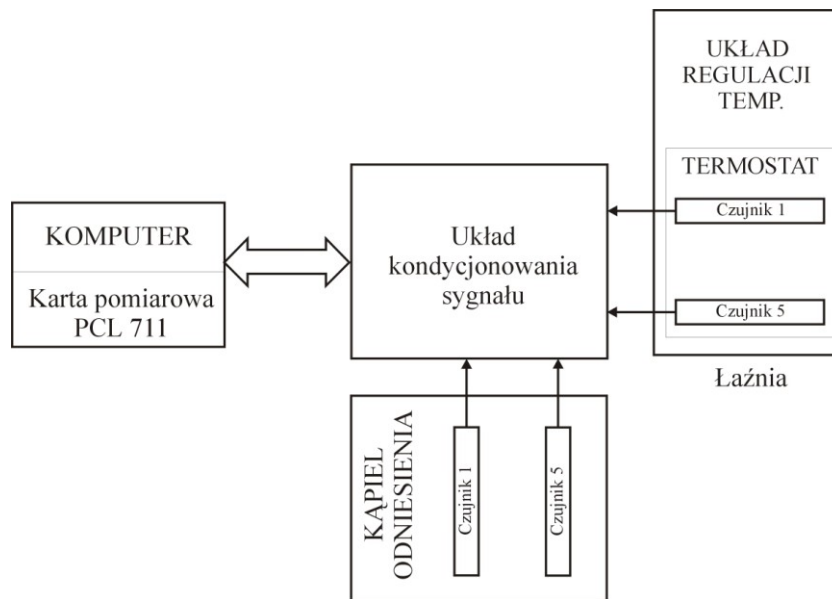 UKŁAD
REGULACJI
TEMP.
TERMOSTAT
Czujnik 1
Czujnik 5
Łaźnia
KOMPUTER
Karta pomiarowa
PCL 711
Układ
kondycjonowania
sygnału
KĄPIEL
ODNIESIENIA
Czujnik 1
Czujnik 5